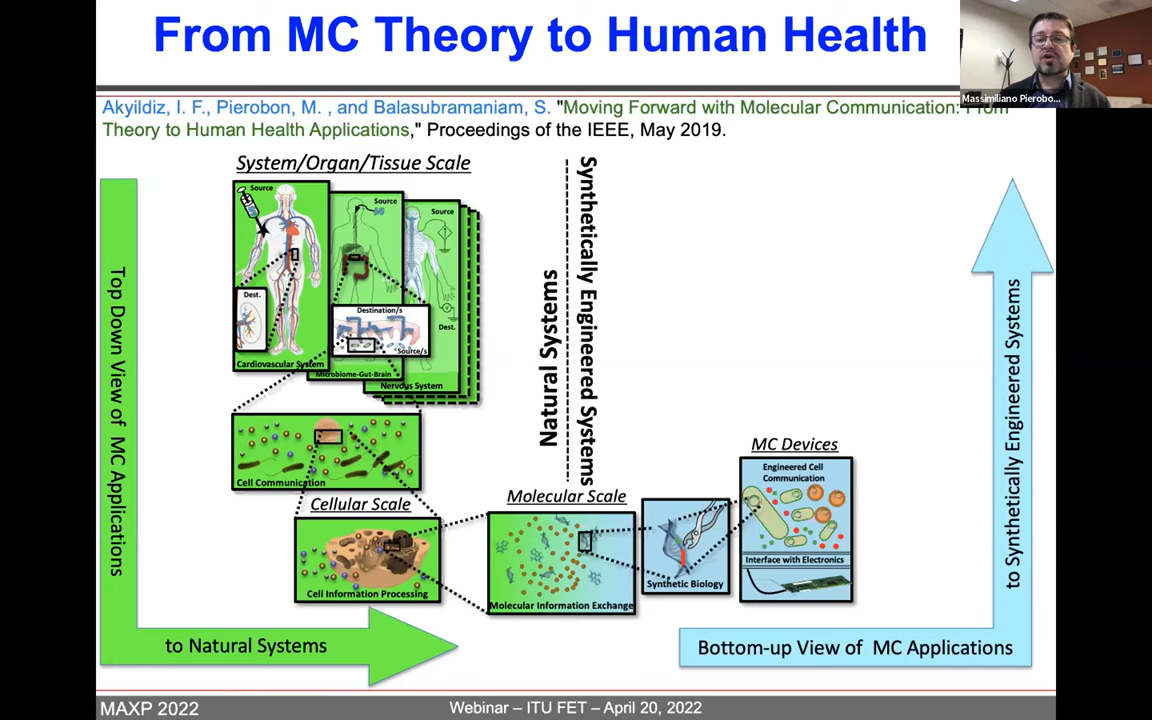 From MC Theory to Human Health
Massimiliano Pierobo...
Akyildiz, I. F., Pierobon, M. , and Balasubramaniam, S. "Moving Forward with Molecular Communication: From
Theory to Human Health Applications," Proceedings of the IEEE, May 2019.
System/Organ/Tissue Scale
Source
Dest.
Cardiovascular System
Source
Destination/s
Source/s
Microbiome-Gut-Brain
Source
Dest.
Nervous System
Natural Systems
Synthetically Engineered Systems
Top Down View of MC Applications
to Natural Systems
Cell Communication
Cellular Scale
Cell Information Processing
Molecular Scale
Molecular Information Exchange
Synthetic Biology
MC Devices
Engineered Cell
Communication
Interface with Electronics
Bottom-up View of MC Applications
to Synthetically Engineered Systems
MAXP 2022
Webinar – ITU FET – April 20, 2022